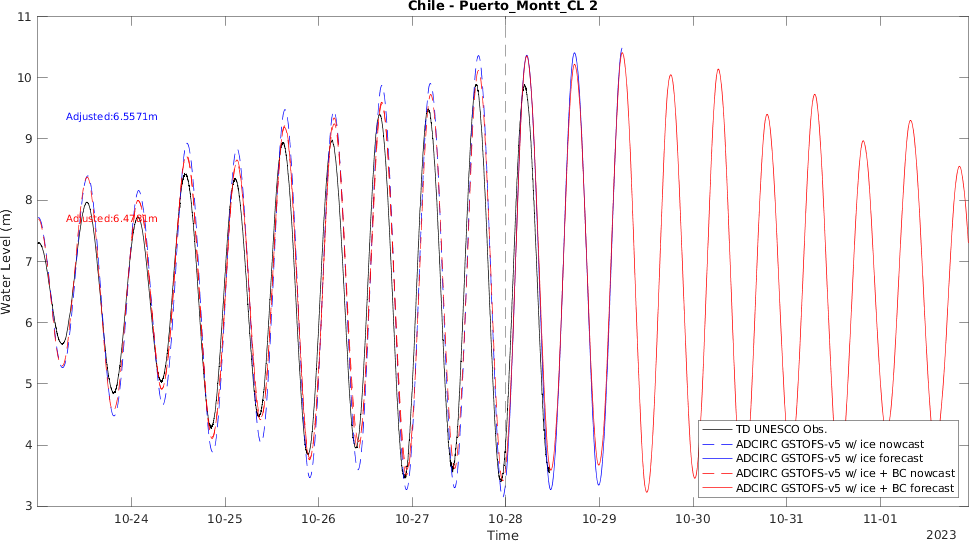 Chile - Puerto_Montt_CL 2
11
10
9
8
7
6
5
4
3
Water Level (m)
Adjusted:6.5571m
Adjusted:6.4781m
TD UNESCO Obs.
ADCIRC GSTOFS-v5 w/ ice nowcast
ADCIRC GSTOFS-v5 w/ ice forecast
ADCIRC GSTOFS-v5 w/ ice + BC nowcast
ADCIRC GSTOFS-v5 w/ ice + BC forecast
10-24 10-25 10-26 10-27 10-28 10-29 10-30 10-31 11-01
Time
2023